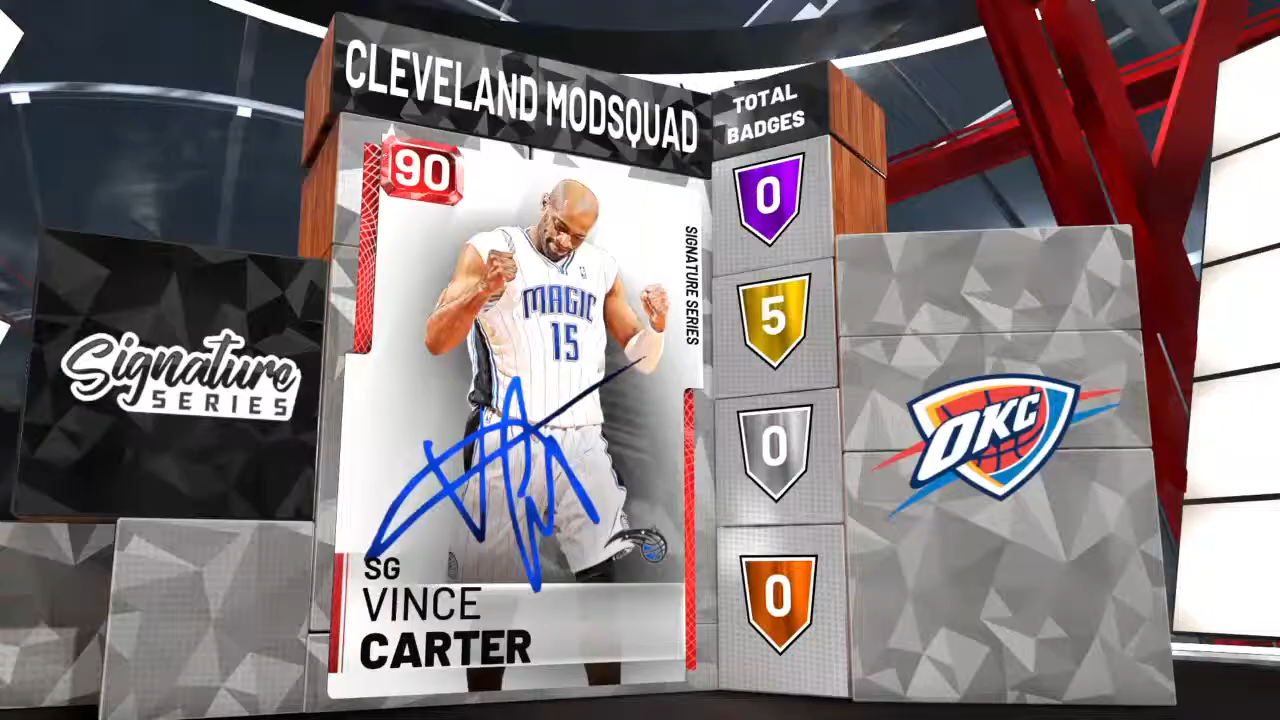 CLEVELAND MODSQUAD
TOTAL
BADGES
90
0
SIGNATURE SERIES
MAGIC
15
5
Signature
SERIES
OKC
0
SG
VINCE
CARTER
0